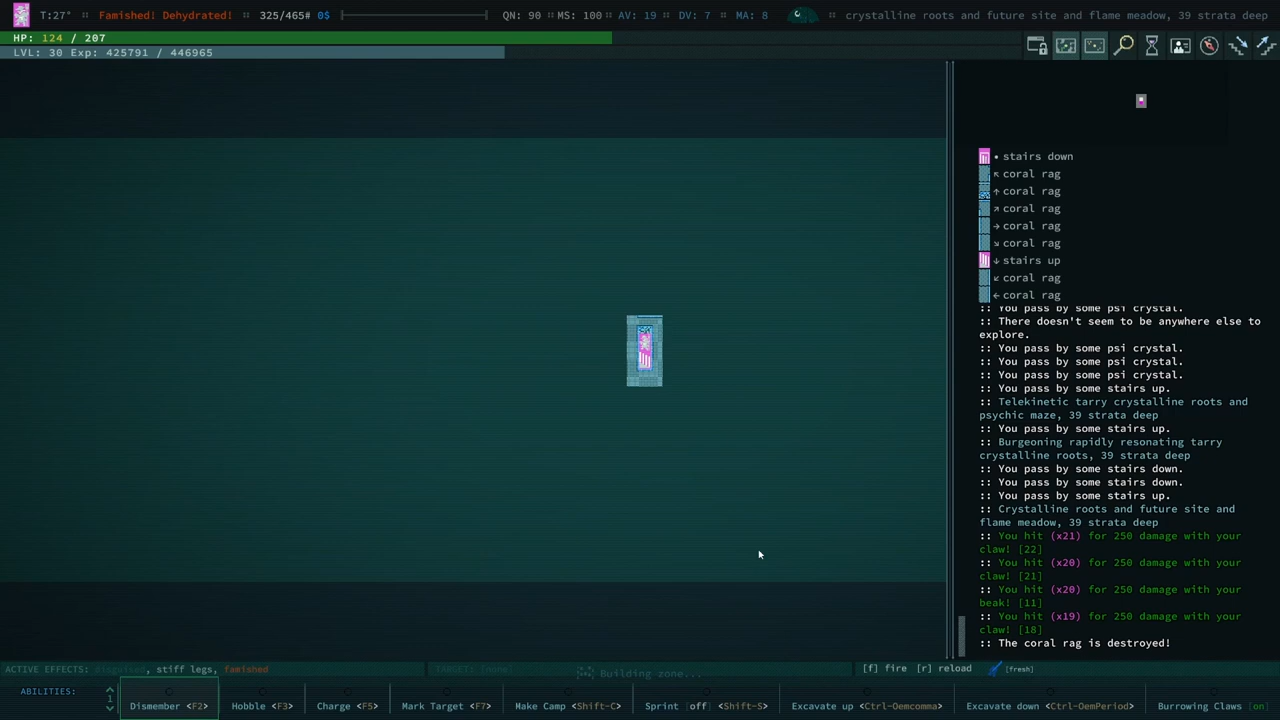 T:27° :: Famished! Dehydrated! :: 325/465# 0$ QN: 90 :: MS: 100 :: AV: 19 :: DV: 7 :: MA: 8 :: crystalline roots and future site and flame meadow, 39 strata deep
HP: 124 / 207
LVL: 30 Exp: 425791 / 446965
• stairs down
↖ coral rag
↑ coral rag
↗ coral rag
→ coral rag
↘ coral rag
↓ stairs up
↙ coral rag
← coral rag
:: You pass by some psi crystal.
:: There doesn't seem to be anywhere else to
explore.
:: You pass by some psi crystal.
:: You pass by some psi crystal.
:: You pass by some psi crystal.
:: You pass by some stairs up.
:: Telekinetic tarry crystalline roots and
psychic maze, 39 strata deep
:: You pass by some stairs up.
:: Burgeoning rapidly resonating tarry
crystalline roots, 39 strata deep
:: You pass by some stairs down.
:: You pass by some stairs down.
:: You pass by some stairs up.
:: Crystalline roots and future site and
flame meadow, 39 strata deep
:: You hit (x21) for 250 damage with your
claw! [22]
:: You hit (x20) for 250 damage with your
claw! [21]
:: You hit (x20) for 250 damage with your
beak! [11]
:: You hit (x19) for 250 damage with your
claw! [18]
:: The coral rag is destroyed!
ACTIVE EFFECTS: disguised, stiff legs, famished
TARGET: [none]
Building zone...
[f] fire [r] reload [fresh]
ABILITIES: 1 Dismember <F2> Hobble <F3> Charge <F5> Mark Target <F7> Make Camp <Shift-C> Sprint [off] <Shift-S> Excavate up <Ctrl-Oemcomma> Excavate down <Ctrl-OemPeriod> Burrowing Claws [on]